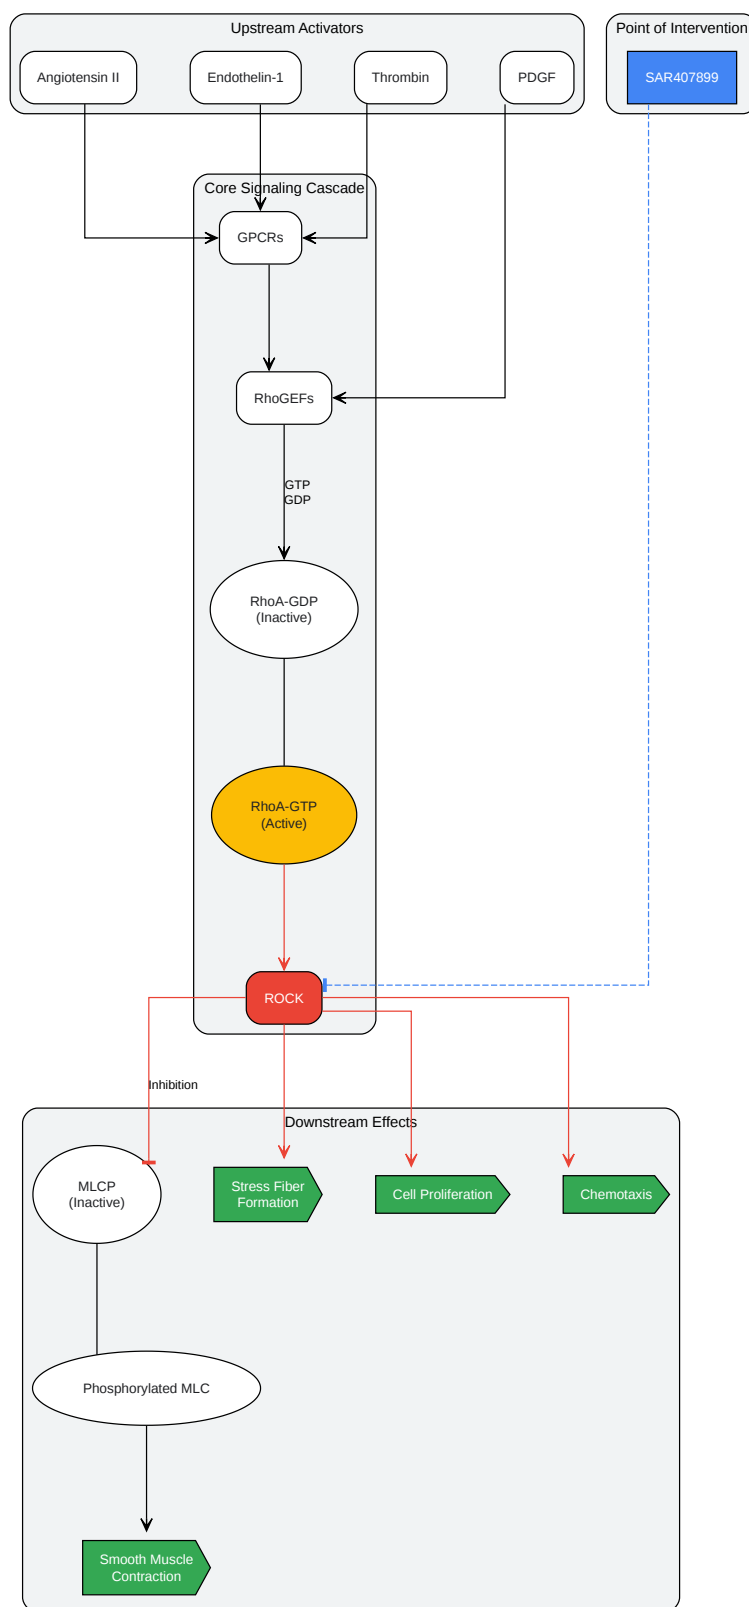 Upstream Activators
Point of Intervention
Angiotensin II
Endothelin-1
Thrombin
PDGF
SAR407899
Core Signaling Cascade
GPCRs
RhoGEFs
GTP
GDP
RhoA-GDP
(Inactive)
RhoA-GTP
(Active)
ROCK
Inhibition
Downstream Effects
MLCP
(Inactive)
Stress Fiber
Formation
Cell Proliferation
Chemotaxis
Phosphorylated MLC
Smooth Muscle
Contraction